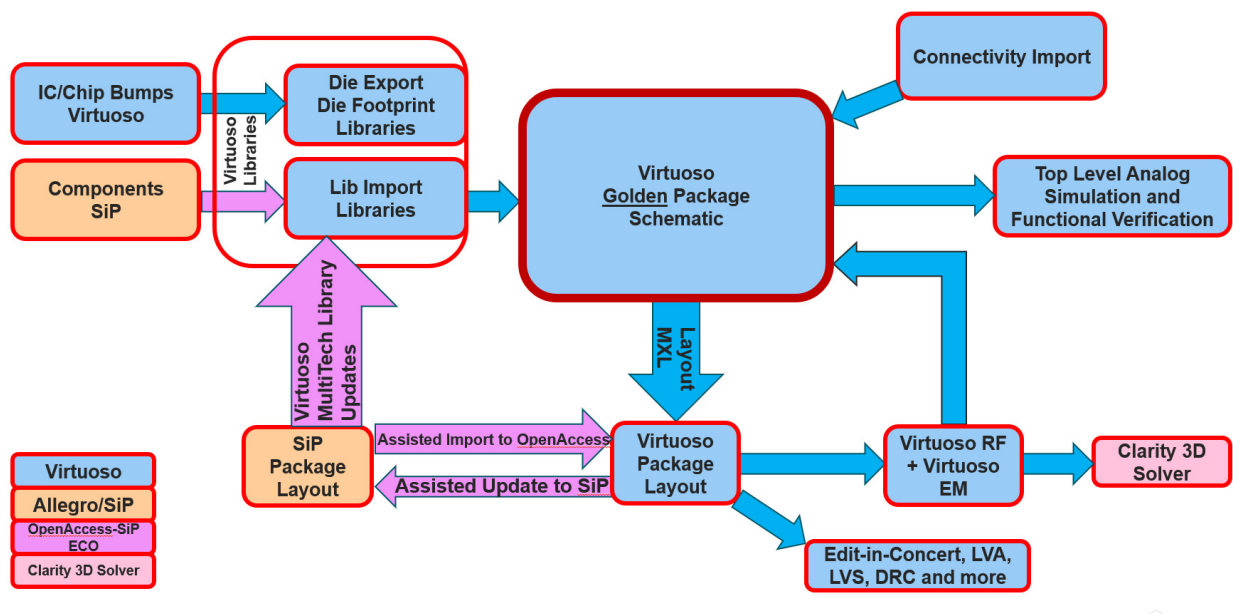 IC/Chip Bumps
Virtuoso
Die Export
Die Footprint
Libraries
Connectivity Import
Virtuoso
Libraries
Components
SiP
Lib Import
Libraries
Virtuoso
Golden Package
Schematic
Top Level Analog
Simulation and
Functional Verification
Virtuoso
MultiTech Library
Updates
Layout
MXL
SiP
Package
Layout
Assisted Import to OpenAccess
Assisted Update to SiP
Virtuoso
Package
Layout
Virtuoso RF
+ Virtuoso
EM
Clarity 3D
Solver
Edit-in-Concert, LVA,
LVS, DRC and more
Virtuoso
Allegro/SiP
OpenAccess-SiP
ECO
Clarity 3D Solver